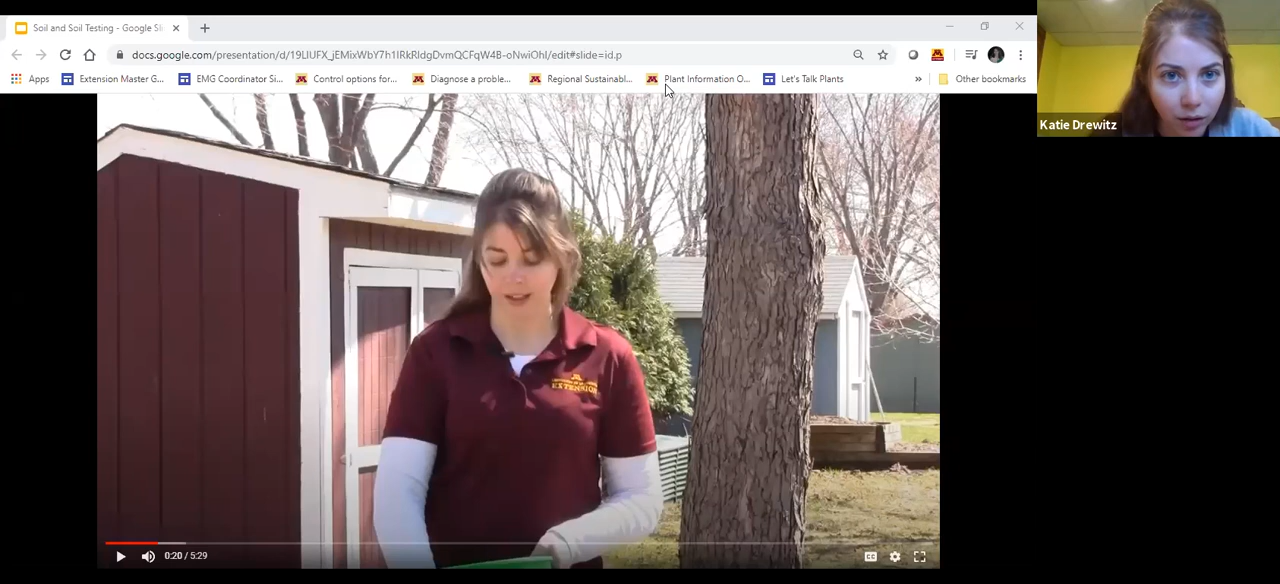 Soil and Soil Testing - Google Sli
docs.google.com/presentation/d/19LlUFX_jEMixWbY7h1lRkRldgDvmQCFqW4B-oNwiOhI/edit#slide=id.p
Apps Extension Master G... EMG Coordinator Si... Control options for... Diagnose a proble... Regional Sustainabl... Plant Information O... Let's Talk Plants » Other bookmarks
Katie Drewitz
EXTENSION
0:20 / 5:29